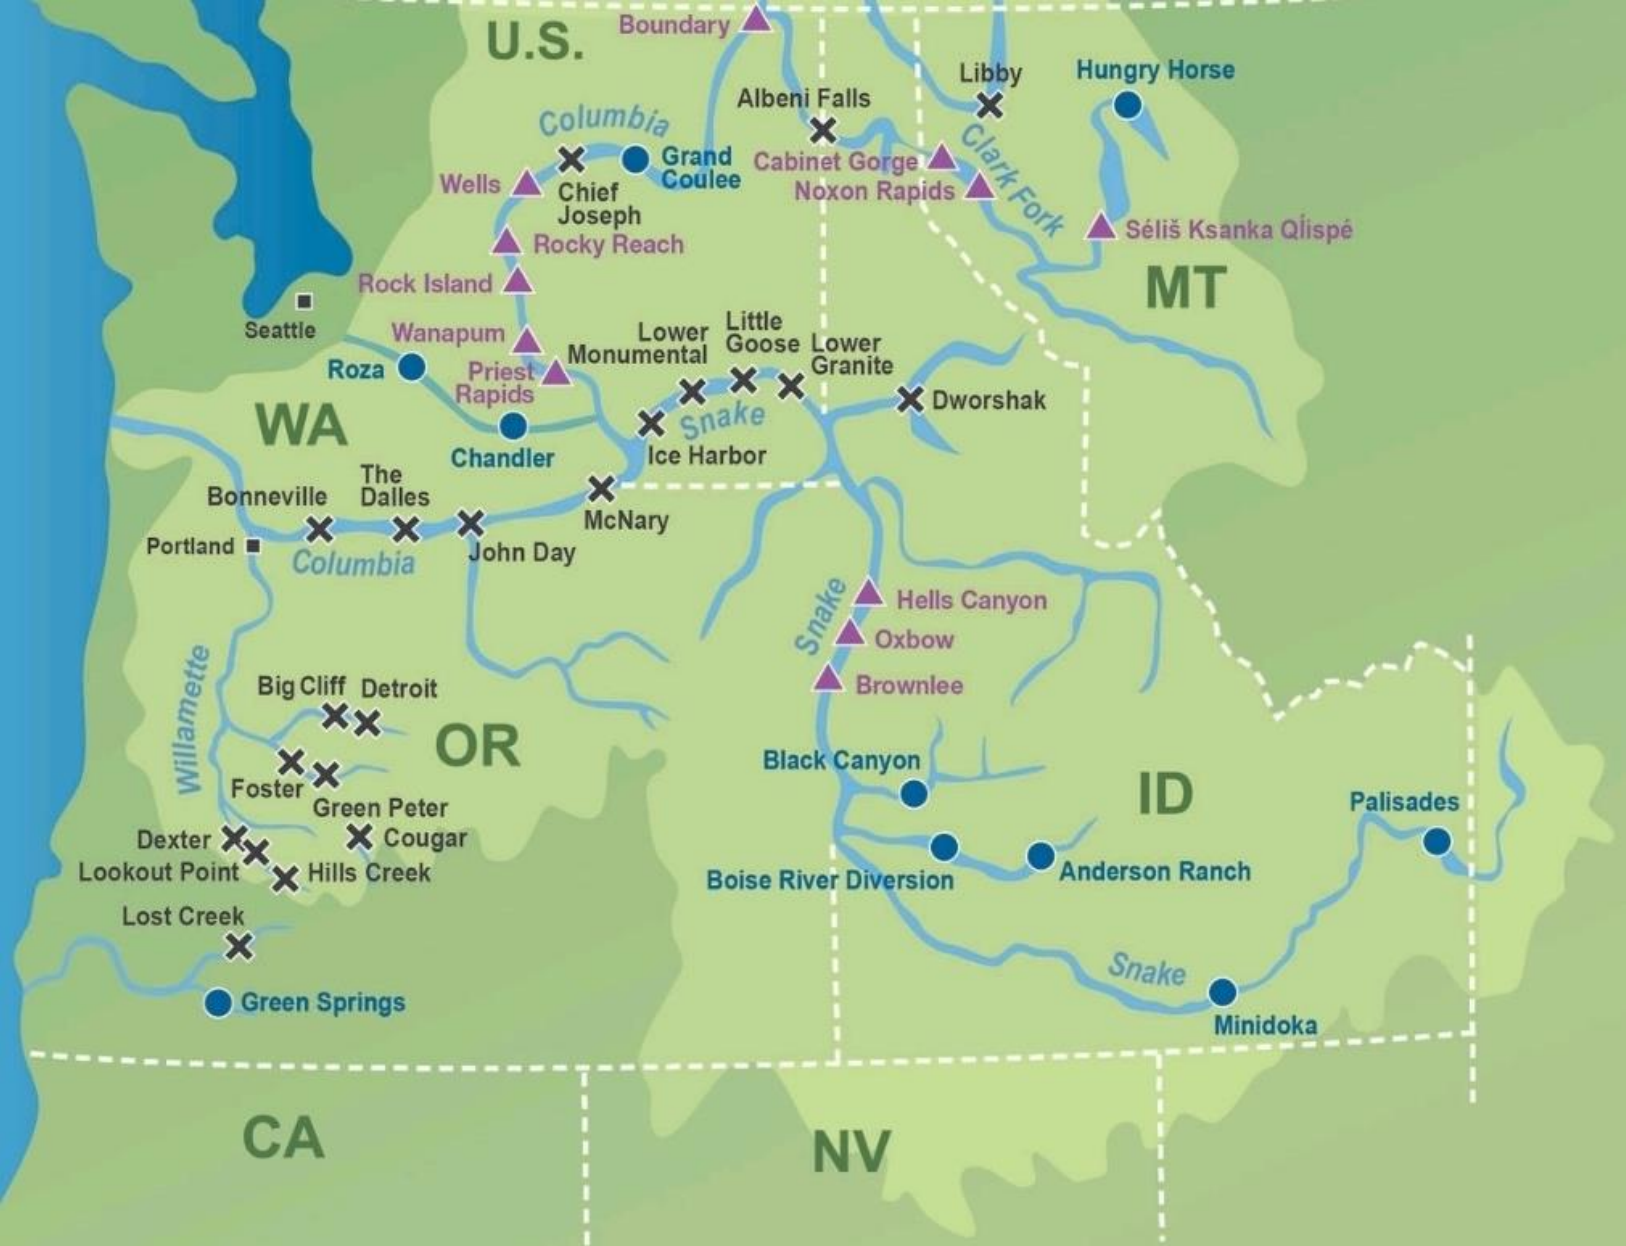 Boundary
U.S.
Libby
Hungry Horse
Albeni Falls
Columbia
Grand
Coulee
Cabinet Gorge
Clark Fork
Wells
Chief
Joseph
Noxon Rapids
Rocky Reach
Séliš Ksanka Ql̓ispé
Rock Island
MT
Seattle
Wanapum
Lower
Monumental
Little
Goose
Lower
Granite
Roza
Priest
Rapids
Dworshak
WA
Snake
Chandler
Ice Harbor
The
Dalles
Bonneville
McNary
Portland
John Day
Columbia
Snake
Hells Canyon
Oxbow
Willamette
Big Cliff
Detroit
Brownlee
OR
Black Canyon
ID
Foster
Green Peter
Palisades
Dexter
Cougar
Lookout Point
Hills Creek
Boise River Diversion
Anderson Ranch
Lost Creek
Snake
Green Springs
Minidoka
CA
NV